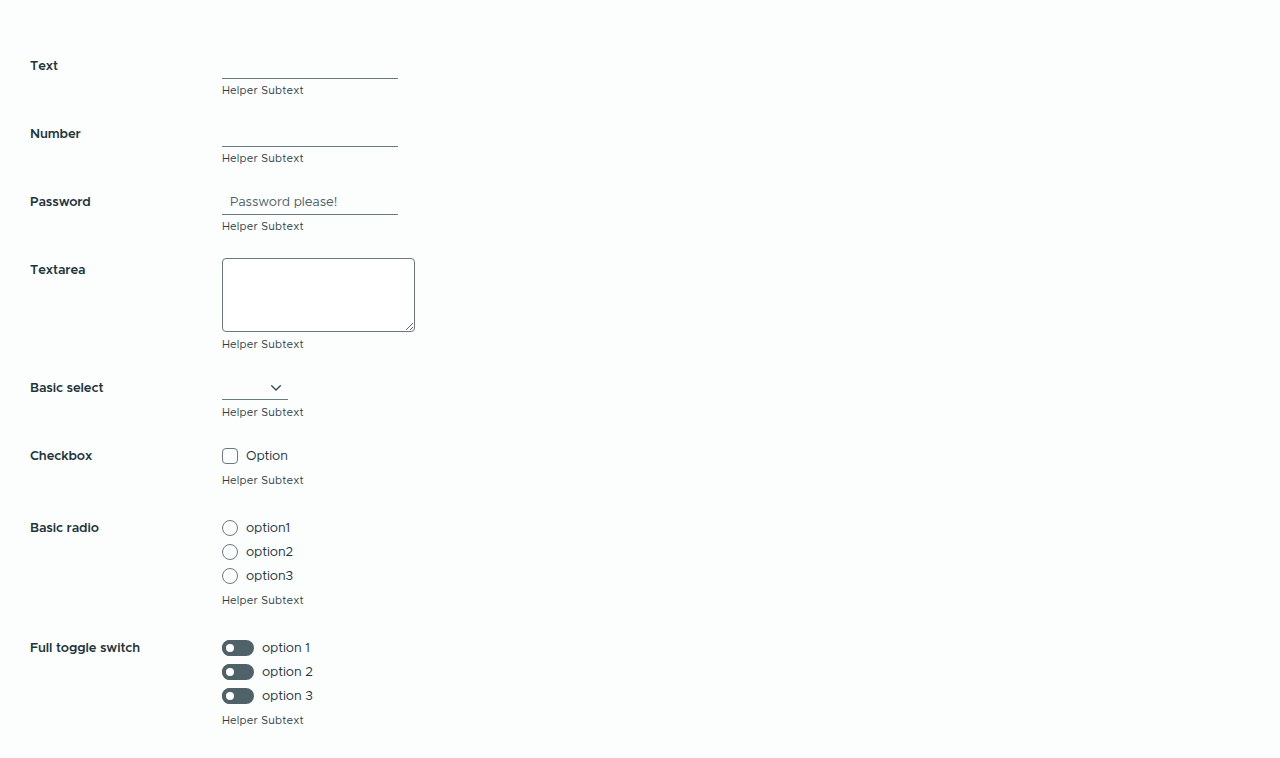 Text
Helper Subtext
Number
Helper Subtext
Password Password please!
Helper Subtext
Textarea
Helper Subtext
Basic select
Helper Subtext
Checkbox Option
Helper Subtext
Basic radio option1
option2
option3
Helper Subtext
Full toggle switch option 1
option 2
option 3
Helper Subtext